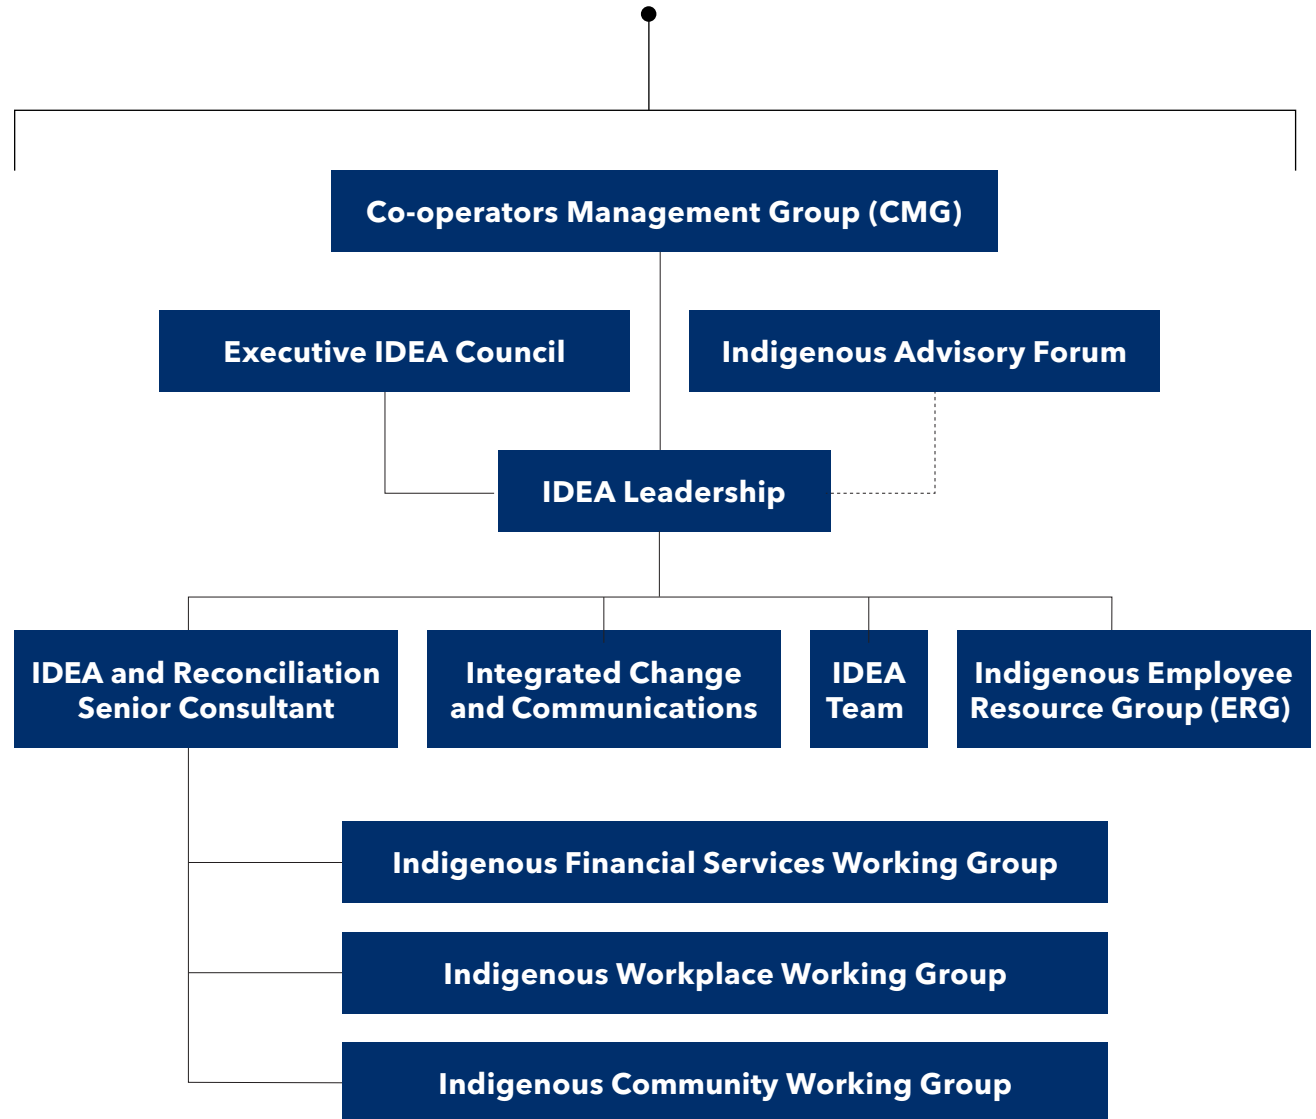 Co-operators Management Group (CMG)
Executive IDEA Council
Indigenous Advisory Forum
IDEA Leadership
IDEA and Reconciliation
Senior Consultant
Integrated Change
and Communications
IDEA
Team
Indigenous Employee
Resource Group (ERG)
Indigenous Financial Services Working Group
Indigenous Workplace Working Group
Indigenous Community Working Group